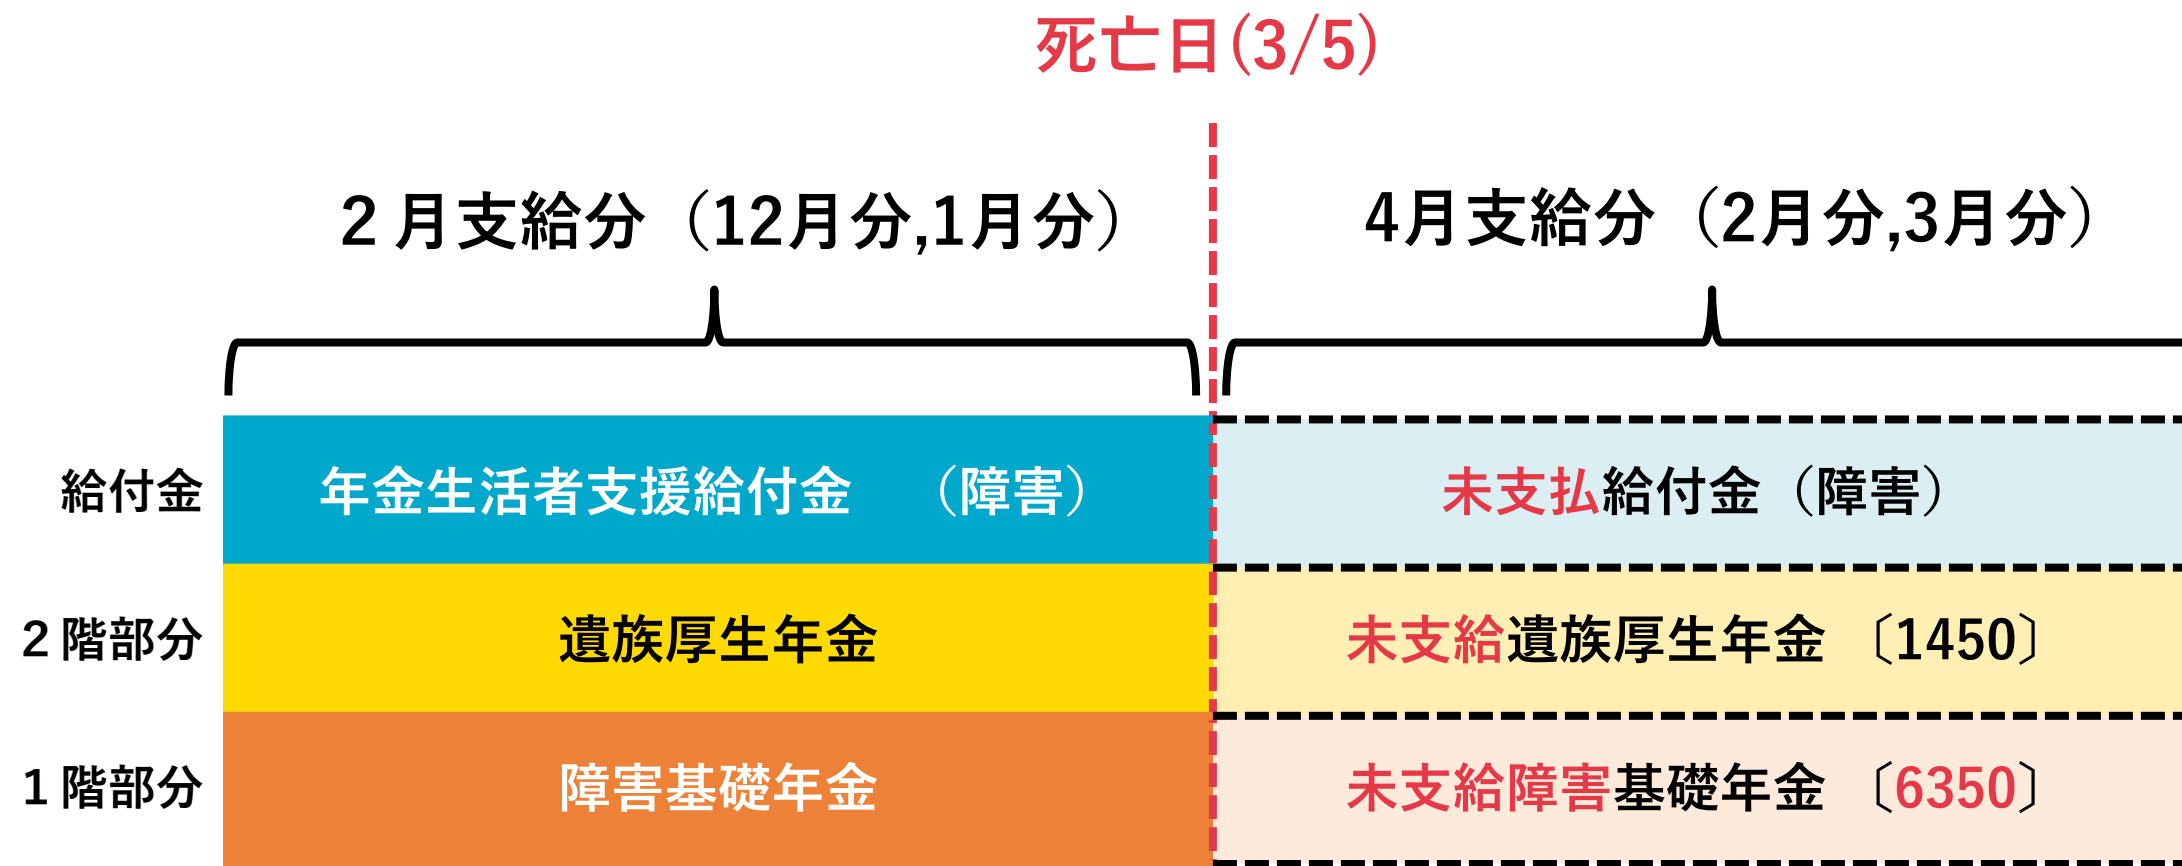 死亡日(3/5)
2月支給分（12月分,1月分）
4月支給分（2月分,3月分）
給付金
年金生活者支援給付金　（障害）
未支払給付金（障害）
2階部分
遺族厚生年金
未支給遺族厚生年金〔1450〕
1階部分
障害基礎年金
未支給障害基礎年金〔6350〕